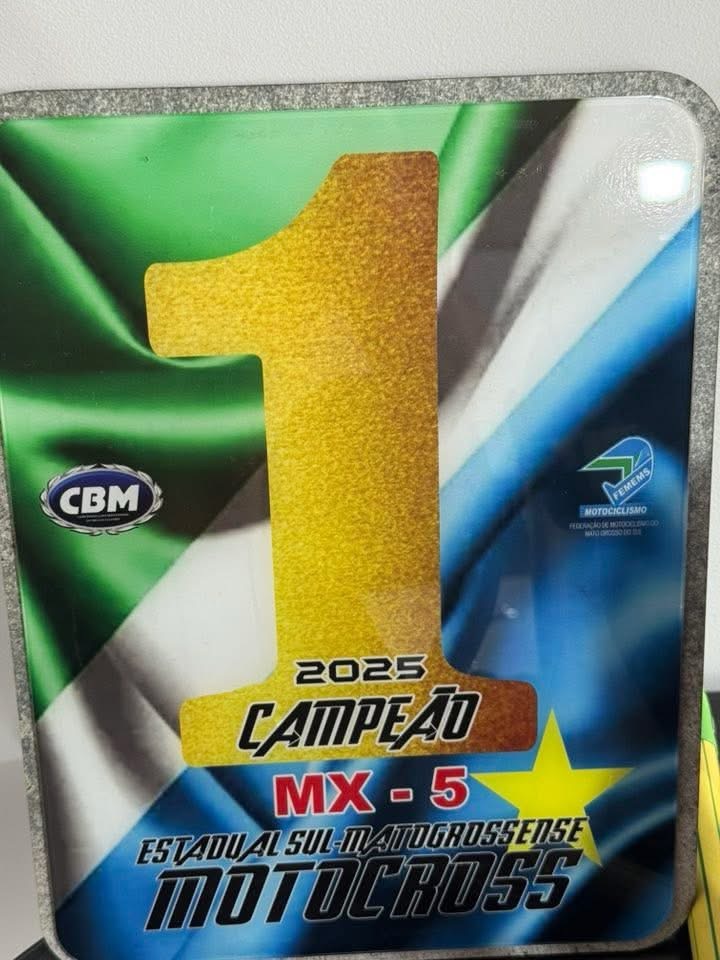 1
CBM
FEMEMS
MOTOCICLISMO
FEDERAÇÃO DE MOTOCICLISMO DO
MATO GROSSO DO SUL
2025
CAMPEÃO
MX - 5
ESTADUAL SUL-MATOGROSSENSE
MOTOCROSS